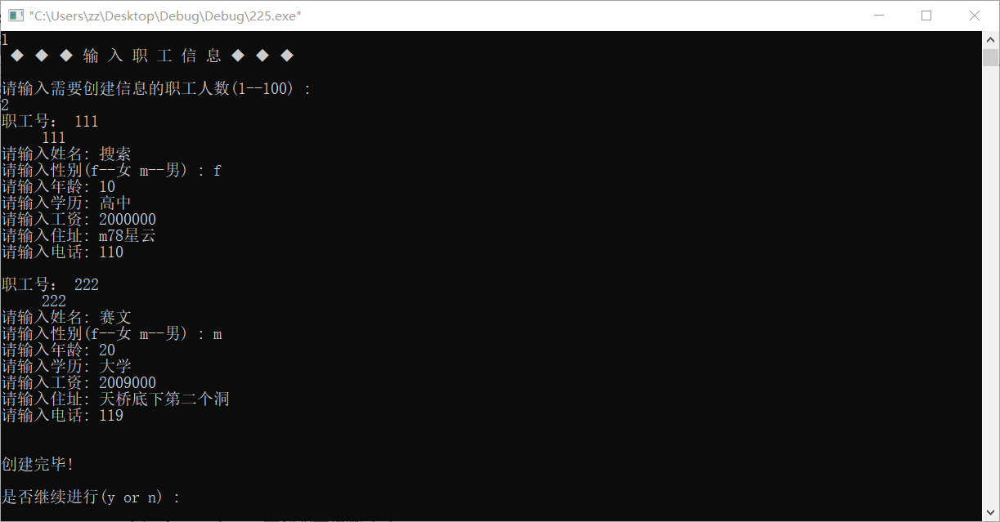 "C:\Users\zz\Desktop\Debug\Debug\225.exe"
1
◆ ◆ ◆ 输 入 职 工 信 息 ◆ ◆ ◆
请输入需要创建信息的职工人数(1--100) :
2
职工号: 111
111
请输入姓名: 搜索
请输入性别(f--女 m--男) : f
请输入年龄: 10
请输入学历: 高中
请输入工资: 2000000
请输入住址: m78星云
请输入电话: 110
职工号: 222
222
请输入姓名: 赛文
请输入性别(f--女 m--男) : m
请输入年龄: 20
请输入学历: 大学
请输入工资: 2009000
请输入住址: 天桥底下第二个洞
请输入电话: 119
创建完毕!
是否继续进行(y or n) :